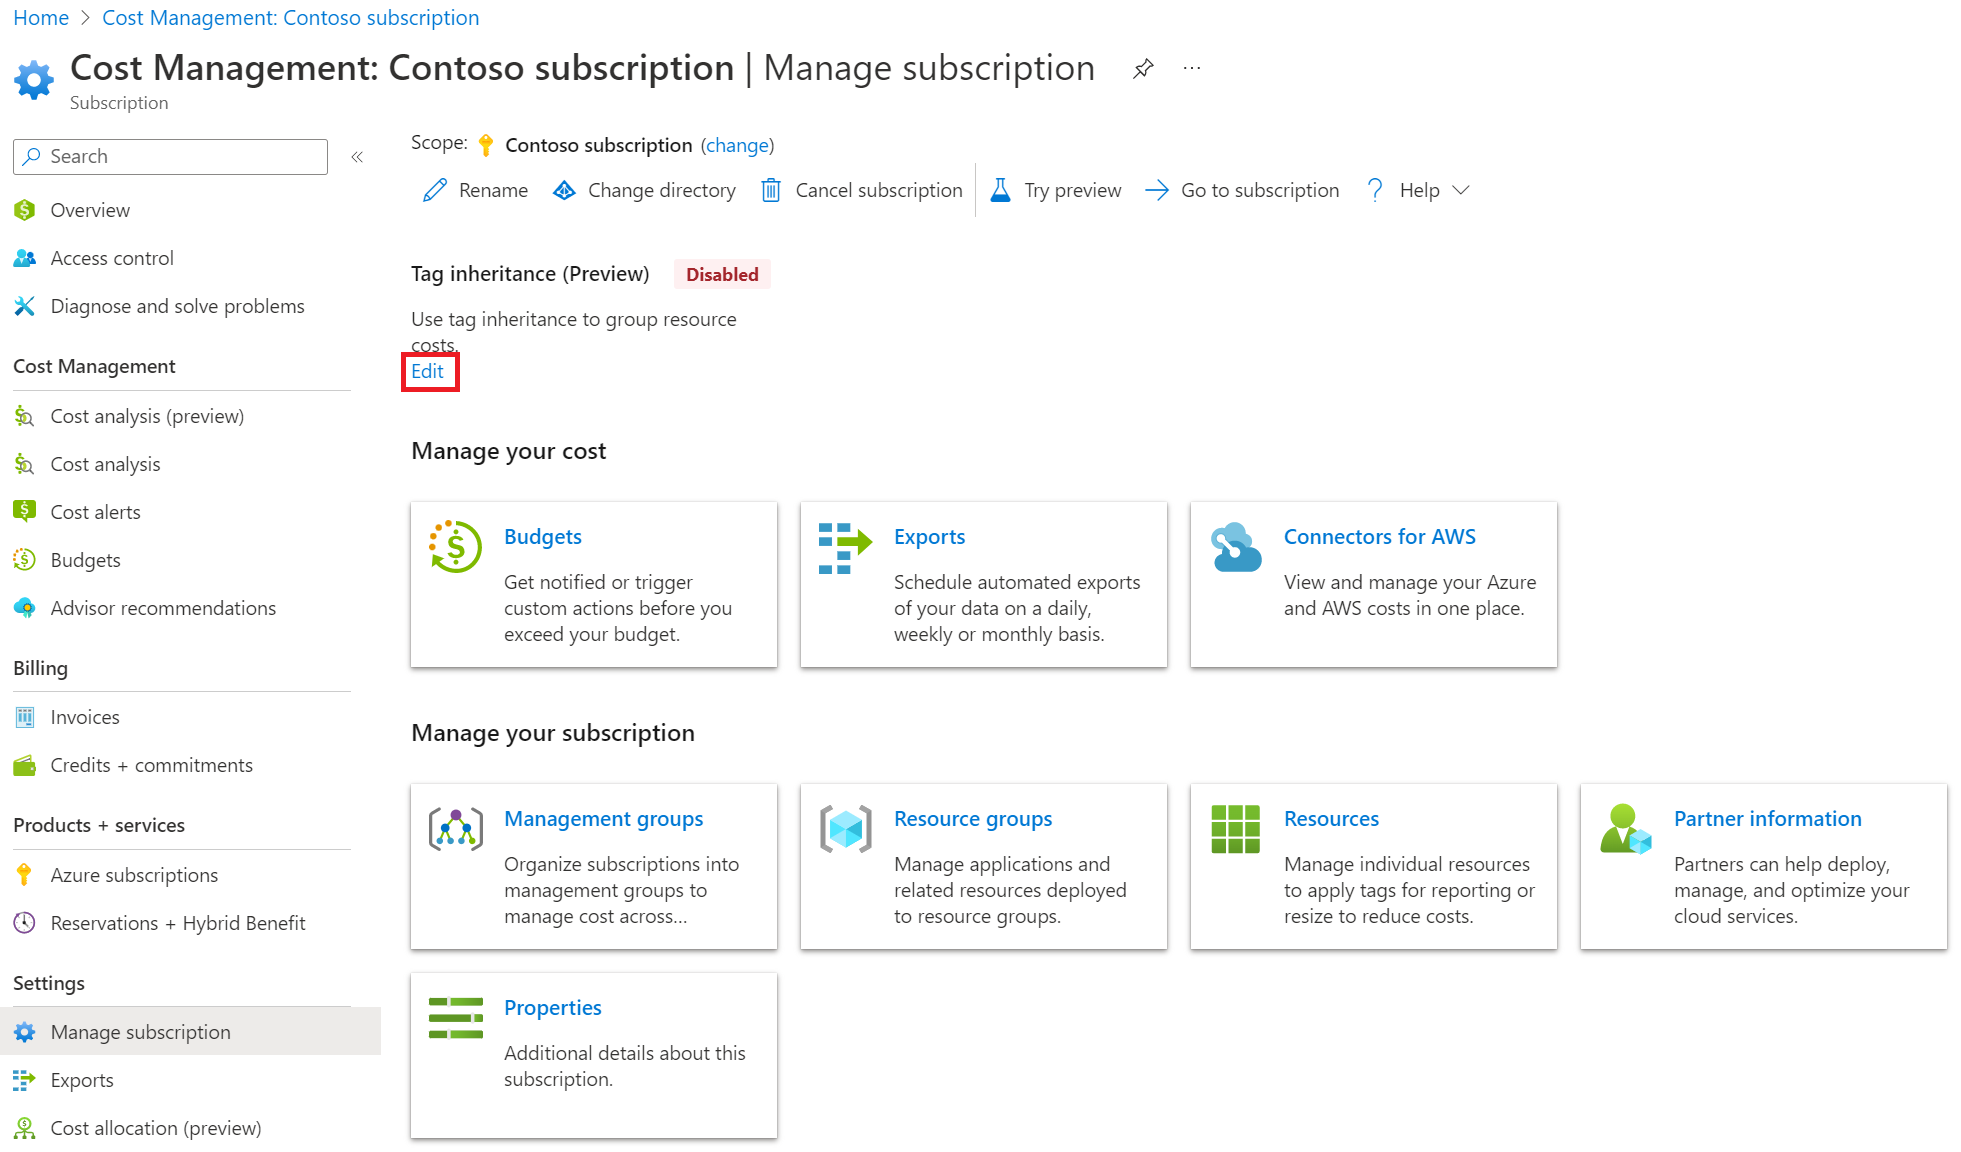 Home > Cost Management: Contoso subscription
Cost Management: Contoso subscription | Manage subscription ...
Subscription
Search «
Overview
Access control
Diagnose and solve problems
Cost Management
Cost analysis (preview)
Cost analysis
Cost alerts
Budgets
Advisor recommendations
Billing
Invoices
Credits + commitments
Products + services
Azure subscriptions
Reservations + Hybrid Benefit
Settings
Manage subscription
Exports
Cost allocation (preview)
Scope: Contoso subscription (change)
Rename Change directory Cancel subscription Try preview Go to subscription ? Help
Tag inheritance (Preview) Disabled
Use tag inheritance to group resource
costs.
Edit
Manage your cost
Budgets
Get notified or trigger
custom actions before you
exceed your budget.
Exports
Schedule automated exports
of your data on a daily,
weekly or monthly basis.
Connectors for AWS
View and manage your Azure
and AWS costs in one place.
Manage your subscription
Management groups
Organize subscriptions into
management groups to
manage cost across...
Resource groups
Manage applications and
related resources deployed
to resource groups.
Resources
Manage individual resources
to apply tags for reporting or
resize to reduce costs.
Partner information
Partners can help deploy,
manage, and optimize your
cloud services.
Properties
Additional details about this
subscription.